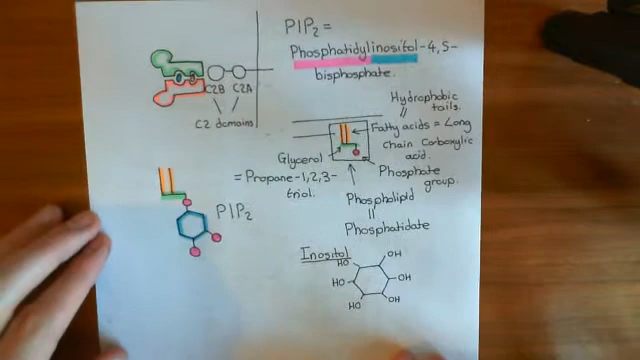 PIP2 =
Phosphatidylinositol-4,5-
bisphosphate.
C2B C2A
C2 domains
Hydrophobic
tails.
=
Fatty acids = Long
chain Carboxylic
acid.
Glycerol
= Propane-1,2,3-
triol.
Phosphate
group.
Phospholipid
=
Phosphatidate
PIP2
Inositol
HO OH
HO OH
HO OH